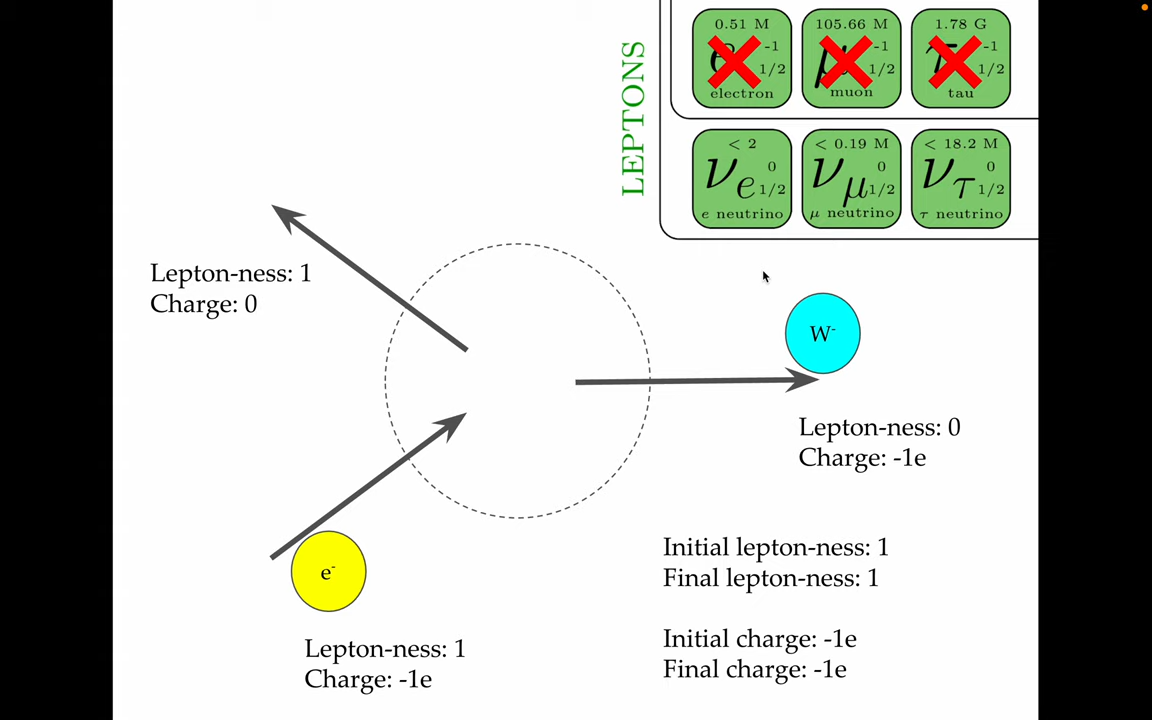 LEPTONS
0.51 M
-1
1/2
electron
105.66 M
-1
1/2
muon
1.78 G
-1
1/2
tau
< 2
νe
0
1/2
e neutrino
< 0.19 M
νμ
0
1/2
μ neutrino
< 18.2 M
ντ
0
1/2
τ neutrino
Lepton-ness: 1
Charge: 0
W-
Lepton-ness: 0
Charge: -1e
e-
Lepton-ness: 1
Charge: -1e
Initial lepton-ness: 1
Final lepton-ness: 1
Initial charge: -1e
Final charge: -1e